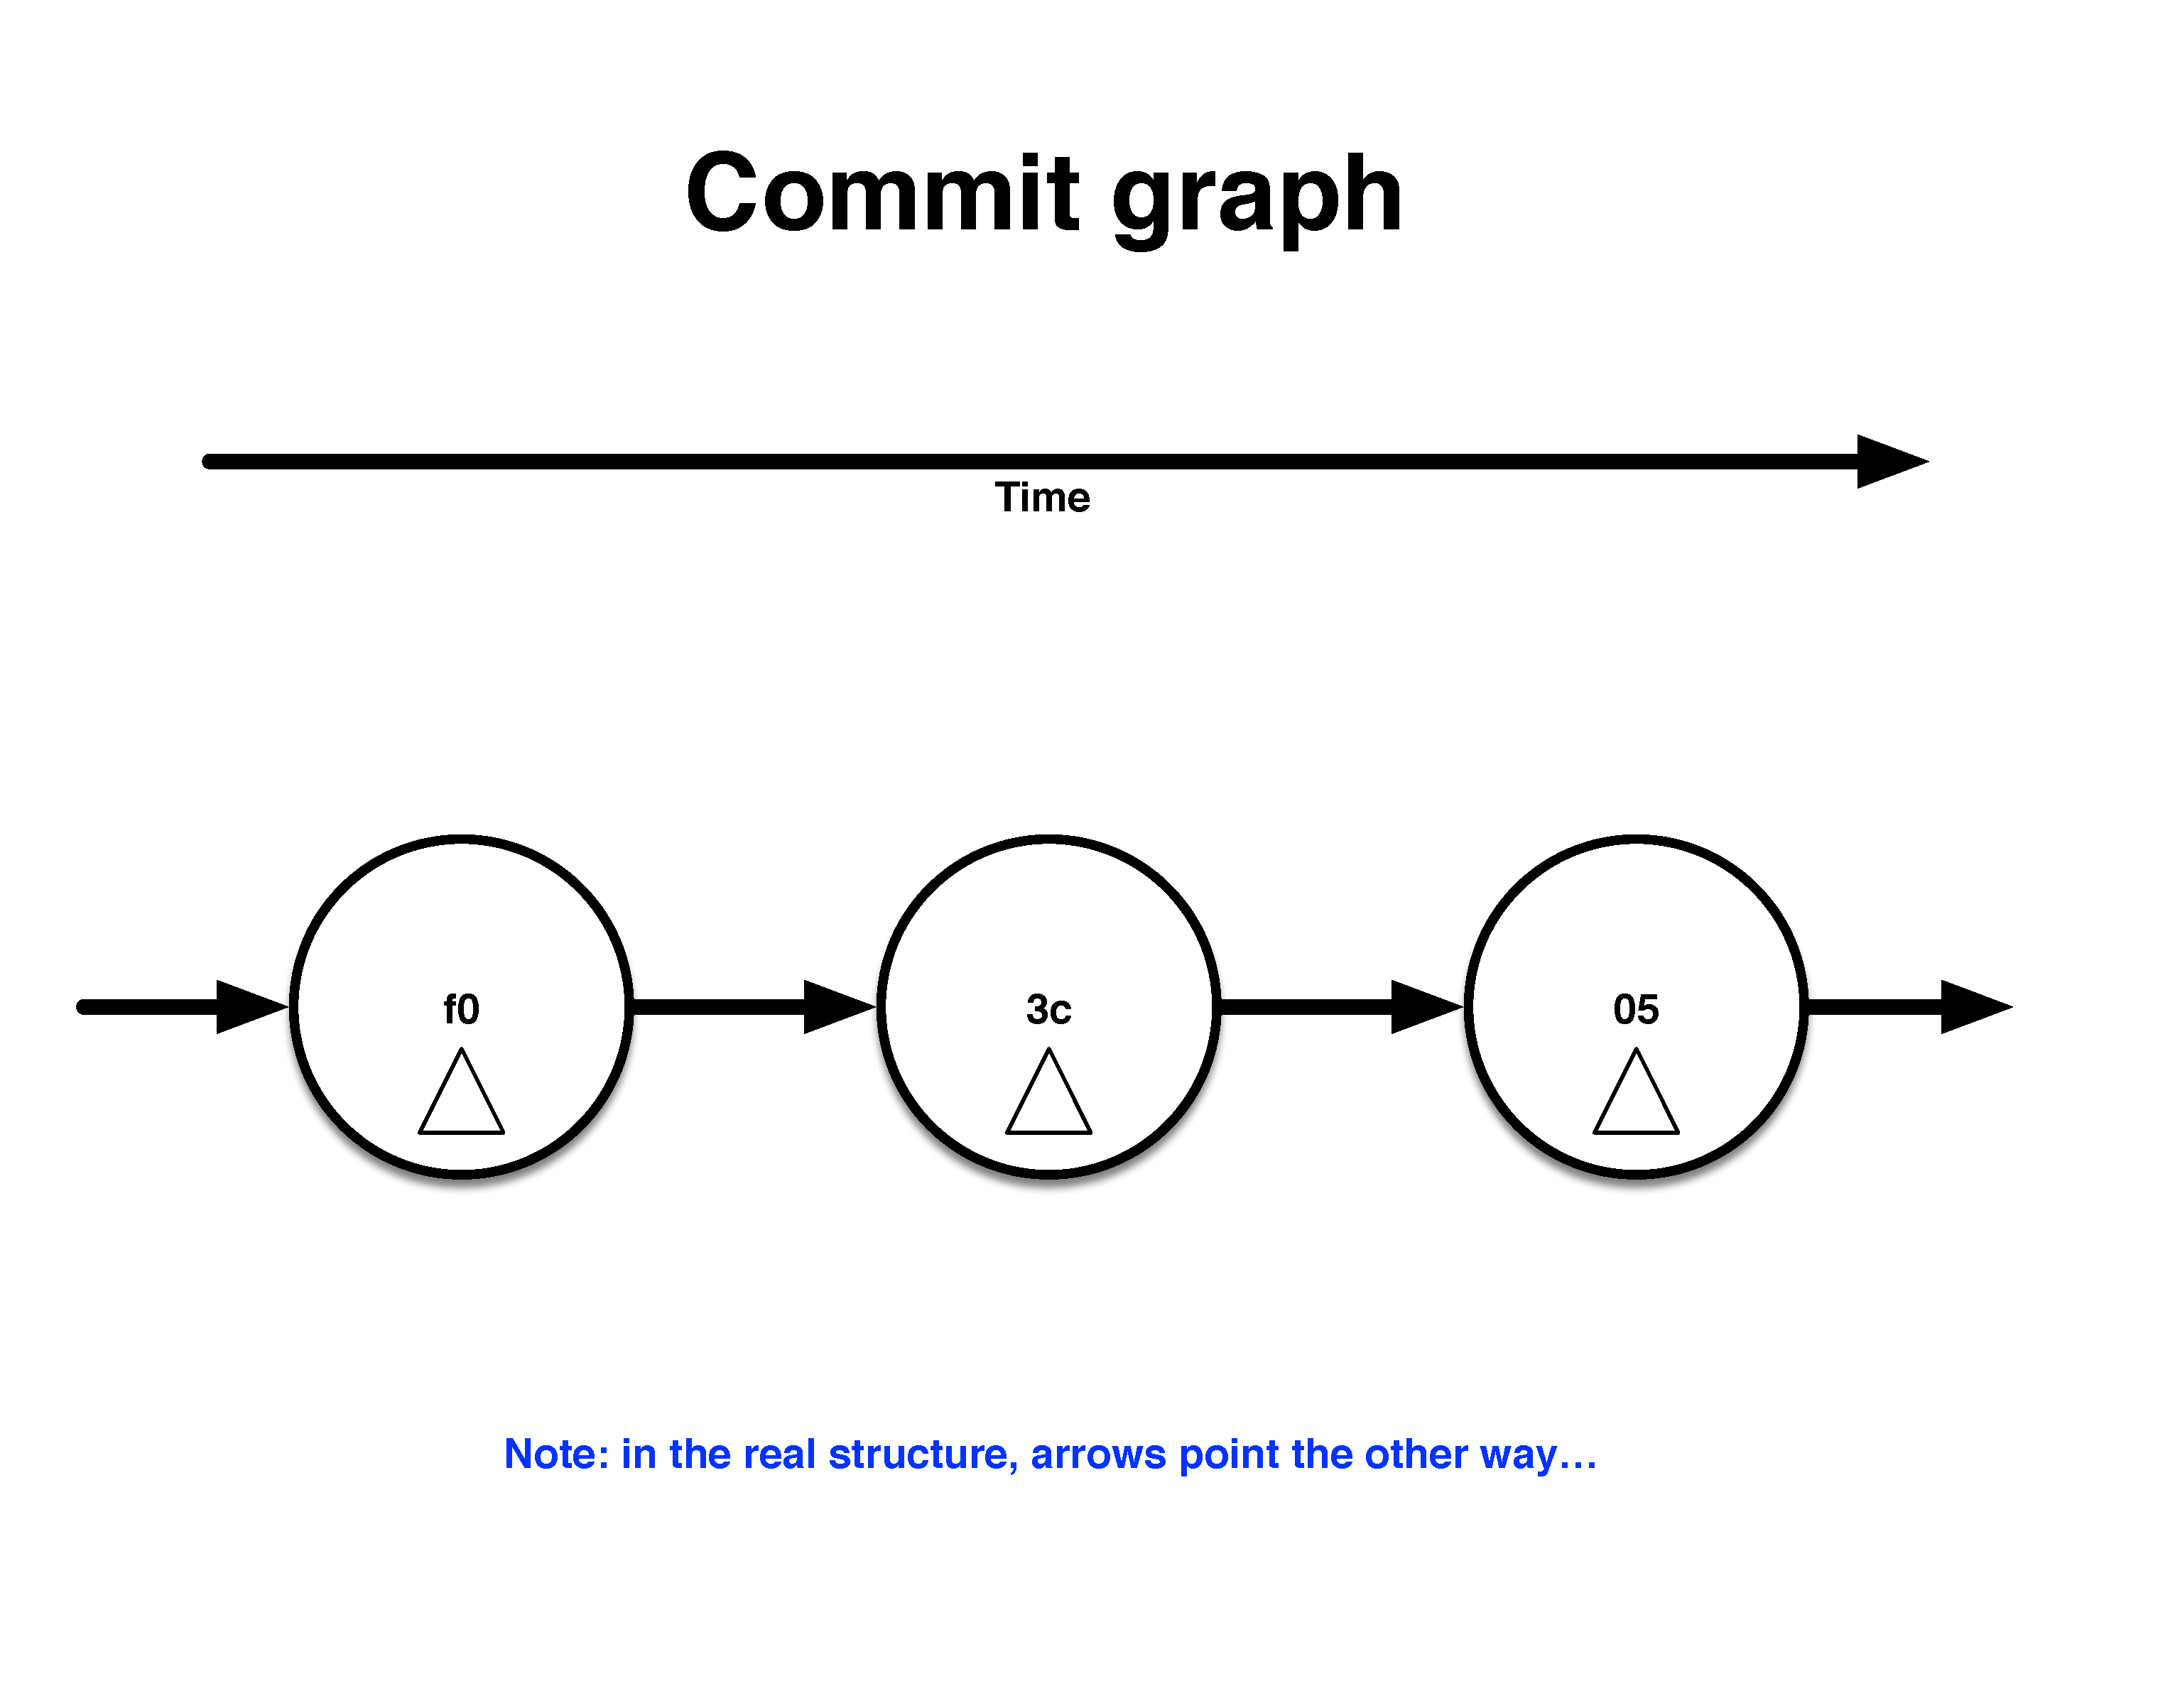 Commit graph
Time
f0
3c
05
Note: in the real structure, arrows point the other way…